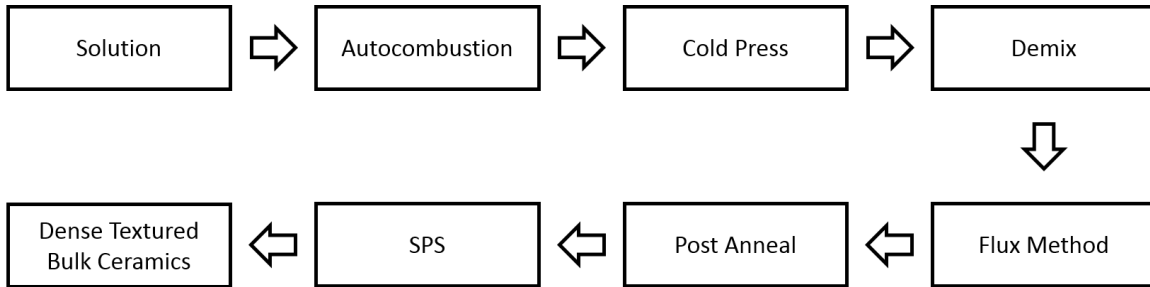 Solution
Autocombustion
Cold Press
Demix
Flux Method
Post Anneal
SPS
Dense Textured
Bulk Ceramics